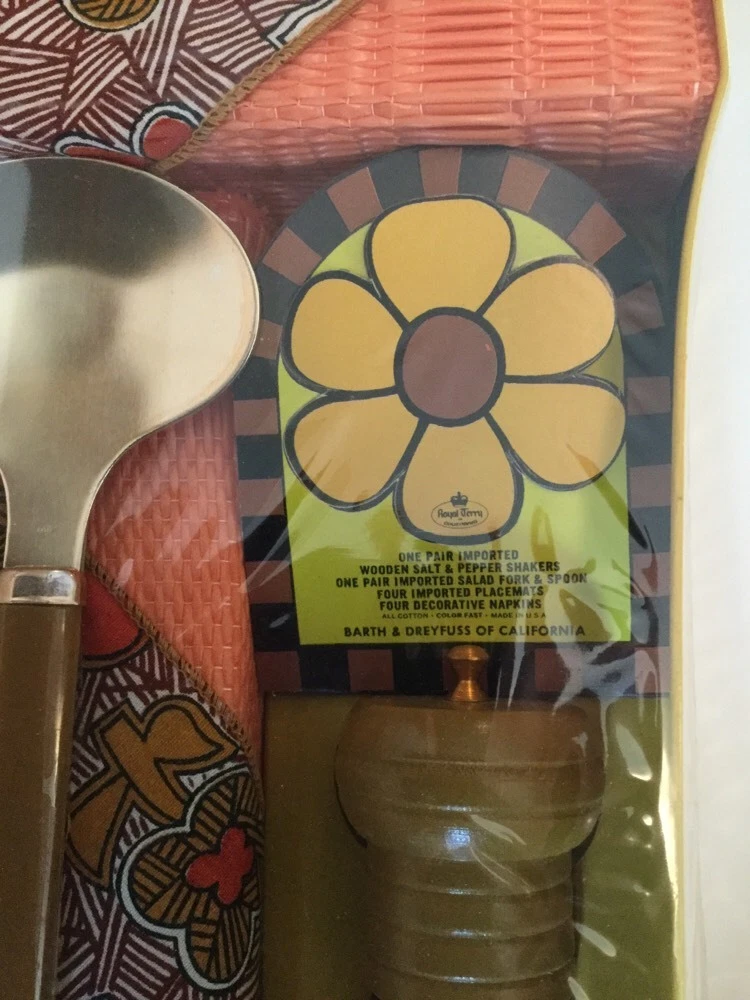 Royal Terry
ONE PAIR IMPORTED
WOODEN SALT & PEPPER SHAKERS
ONE PAIR IMPORTED SALAD FORK & SPOON
FOUR IMPORTED PLACEMATS
FOUR DECORATIVE NAPKINS
ALL COTTON · COLOR FAST · MADE IN U.S.A.
BARTH & DREYFUSS OF CALIFORNIA